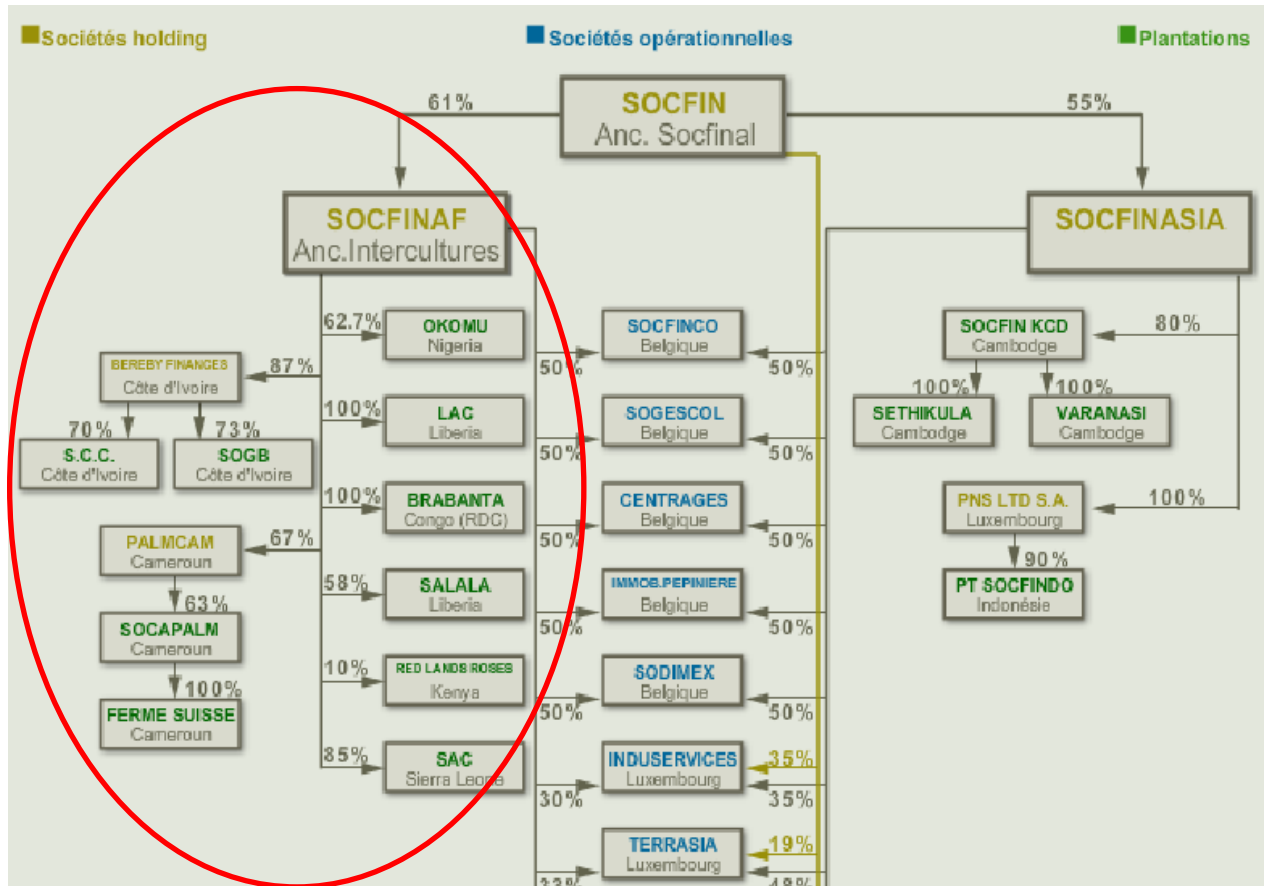 Sociétés holding
Sociétés opérationnelles
Plantations
61%
SOCFIN
Anc. Socfinal
55%
SOCFINAF
Anc.Intercultures
SOCFINASIA
62.7%
OKOMU
Nigeria
SOCFINCO
Belgique
50%
50%
SOCFIN KCD
Cambodge
80%
BEREBY FINANCES
Côte d'Ivoire
87%
100%
LAC
Liberia
SOGESCOL
Belgique
50%
50%
100%
100%
SETHIKULA
Cambodge
VARANASI
Cambodge
70%
73%
S.C.C.
Côte d'Ivoire
SOGB
Côte d'Ivoire
100%
BRABANTA
Congo (RDC)
CENTRAGES
Belgique
50%
50%
PNS LTD S.A.
Luxembourg
100%
PALMCAM
Cameroun
67%
58%
SALALA
Liberia
IMMOB.PEPINIERE
Belgique
50%
50%
90%
PT SOCFINDO
Indonésie
63%
SOCAPALM
Cameroun
10%
RED LANDS ROSES
Kenya
SODIMEX
Belgique
50%
50%
100%
FERME SUISSE
Cameroun
85%
SAC
Sierra Leone
INDUSERVICES
Luxembourg
35%
30%
35%
TERRASIA
Luxembourg
19%